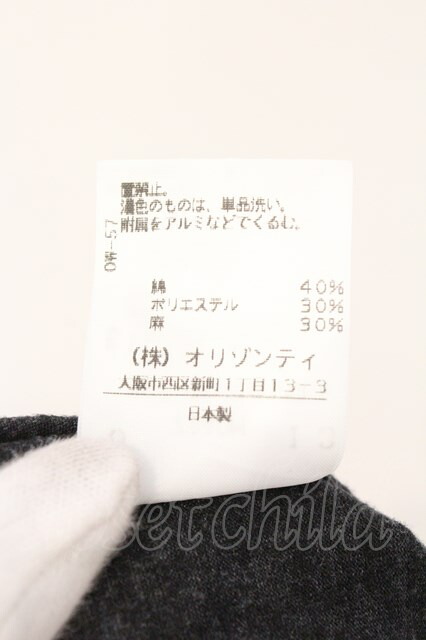 置禁止。
濃色のものは、単品洗い。
附属をアルミなどでくるむ。
綿 40%
ポリエステル 30%
麻 30%
(株) オリゾンティ
大阪市西区新町1丁目13-3
日本製